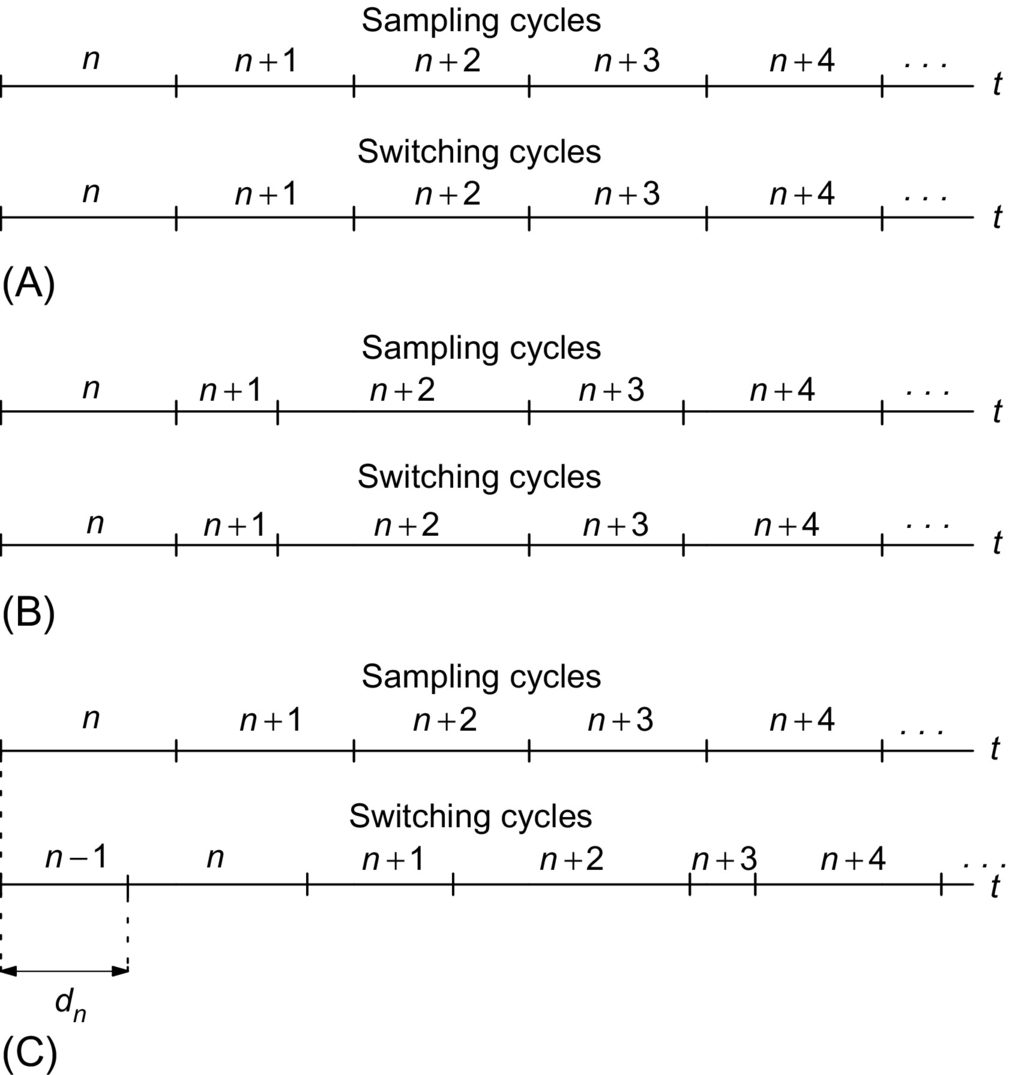 Sampling cycles
n n+1 n+2 n+3 n+4 ... t
Switching cycles
n n+1 n+2 n+3 n+4 ... t
(A)
Sampling cycles
n n+1 n+2 n+3 n+4 ... t
Switching cycles
n n+1 n+2 n+3 n+4 ... t
(B)
Sampling cycles
n n+1 n+2 n+3 n+4 ... t
Switching cycles
n−1 n n+1 n+2 n+3 n+4 ... t
dn
(C)